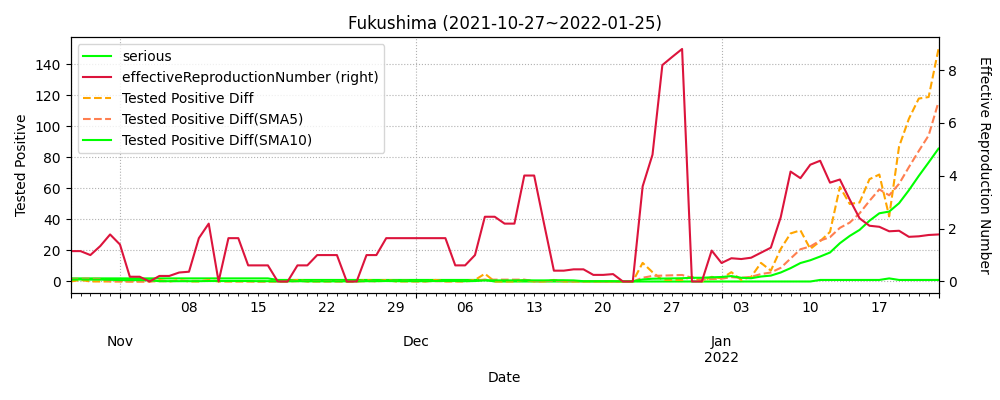 Fukushima (2021-10-27~2022-01-25)
serious
effectiveReproductionNumber (right)
Tested Positive Diff
Tested Positive Diff(SMA5)
Tested Positive Diff(SMA10)
Tested Positive
140
120
100
80
60
40
20
0
8
6
4
2
0
Effective Reproduction Number
08 15 22 29 06 13 20 27 03 10 17
Nov Dec Jan
2022
Date